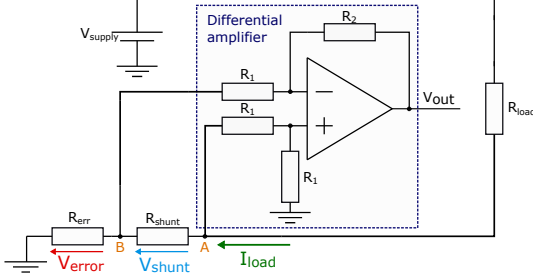 Differential
amplifier
Vsupply
R2
R1
R1
Vout
Rload
R1
Rerr
Rshunt
B
A
Verror
Vshunt
Iload